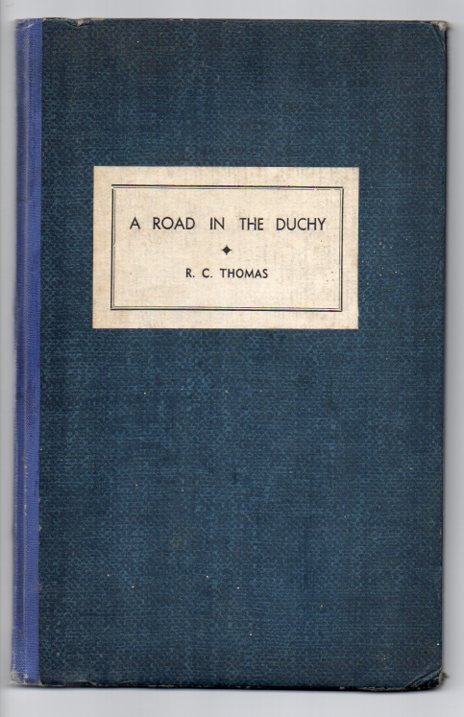 A ROAD IN THE DUCHY
R. C. THOMAS